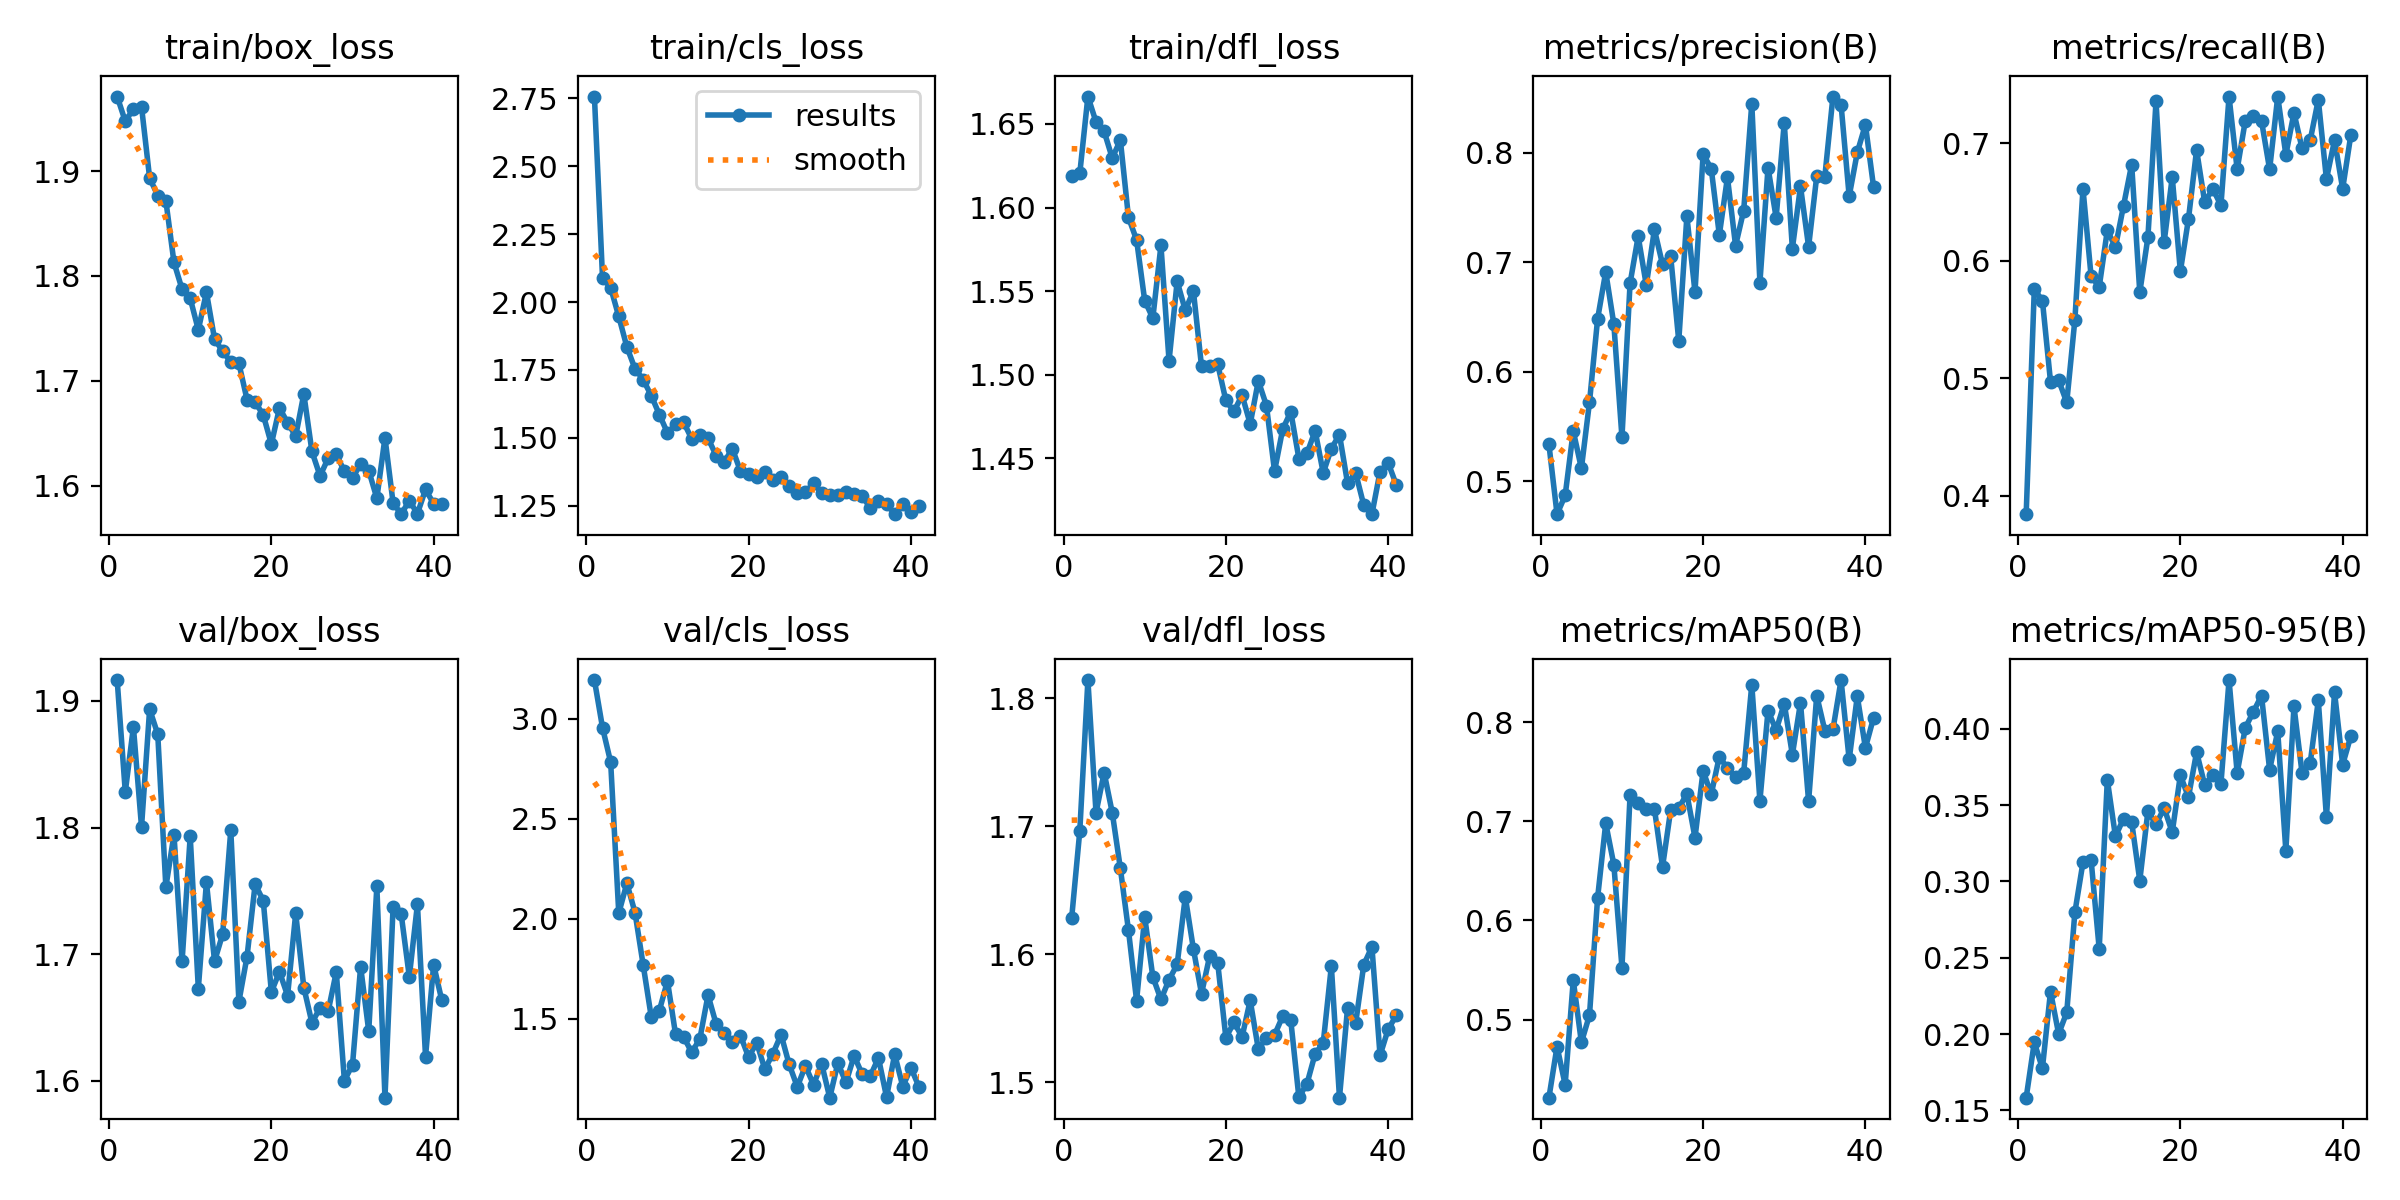 train/box_loss
1.9
1.8
1.7
1.6
0 20 40
train/cls_loss
results
smooth
2.75
2.50
2.25
2.00
1.75
1.50
1.25
0 20 40
train/dfl_loss
1.65
1.60
1.55
1.50
1.45
0 20 40
metrics/precision(B)
0.8
0.7
0.6
0.5
0 20 40
metrics/recall(B)
0.7
0.6
0.5
0.4
0 20 40
val/box_loss
1.9
1.8
1.7
1.6
0 20 40
val/cls_loss
3.0
2.5
2.0
1.5
0 20 40
val/dfl_loss
1.8
1.7
1.6
1.5
0 20 40
metrics/mAP50(B)
0.8
0.7
0.6
0.5
0 20 40
metrics/mAP50-95(B)
0.40
0.35
0.30
0.25
0.20
0.15
0 20 40